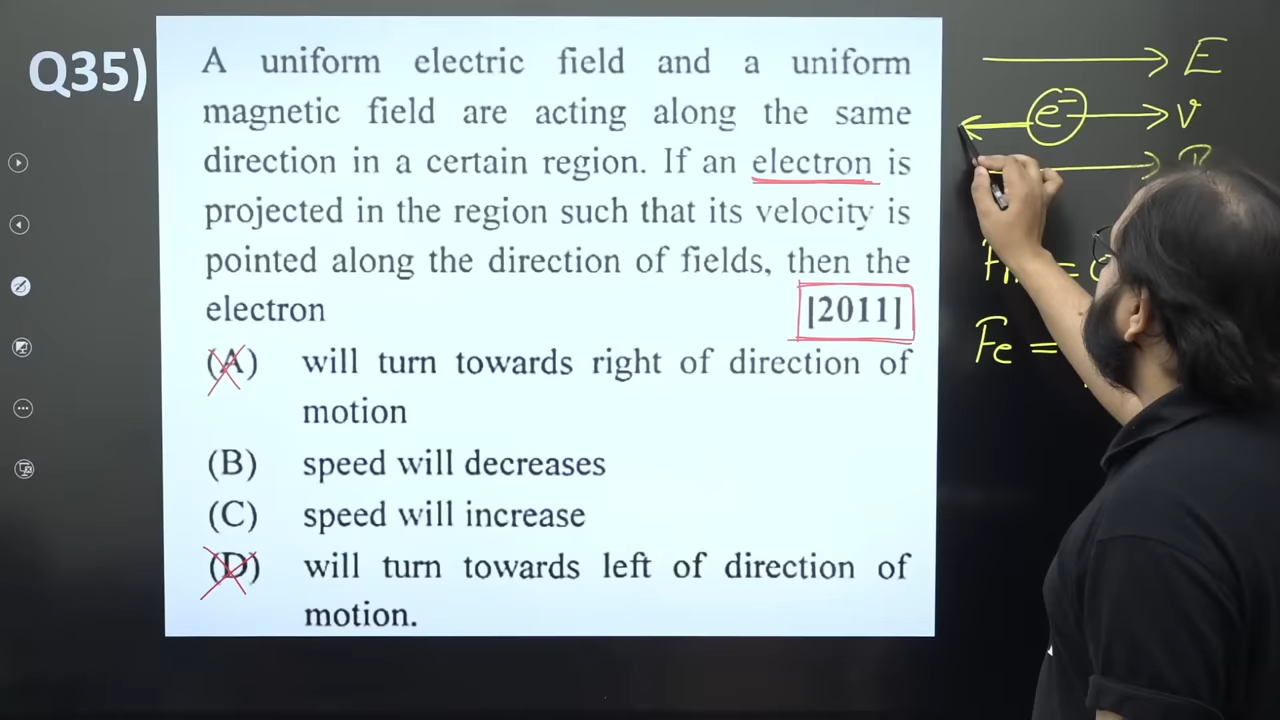 Q35)
A uniform electric field and a uniform
magnetic field are acting along the same
direction in a certain region. If an electron is
projected in the region such that its velocity is
pointed along the direction of fields, then the
electron [2011]
(A) will turn towards right of direction of
motion
(B) speed will decreases
(C) speed will increase
(D) will turn towards left of direction of
motion.
E
e⁻ v
Fe =